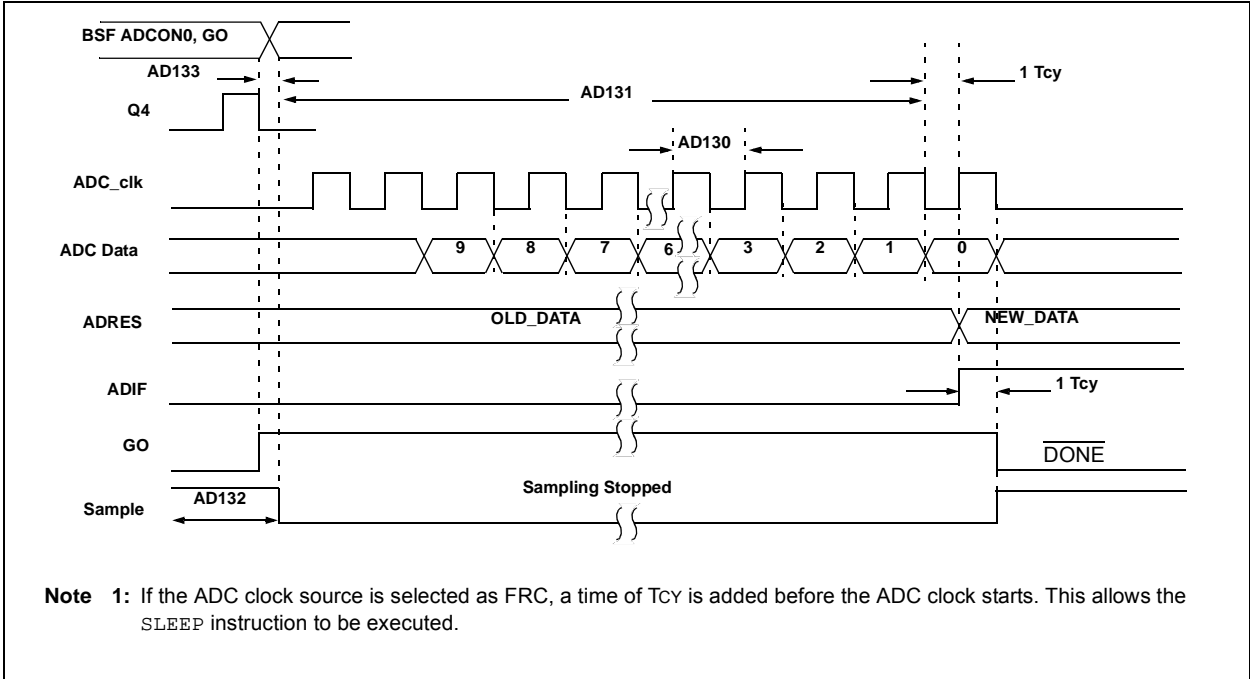 BSF ADCON0, GO
AD133
1 Tcy
AD131
Q4
AD130
ADC_clk
ADC Data
9 8 7 6 3 2 1 0
ADRES
OLD_DATA
NEW_DATA
ADIF
1 Tcy
GO
DONE
AD132
Sampling Stopped
Sample
Note 1: If the ADC clock source is selected as FRC, a time of TCY is added before the ADC clock starts. This allows the
SLEEP instruction to be executed.